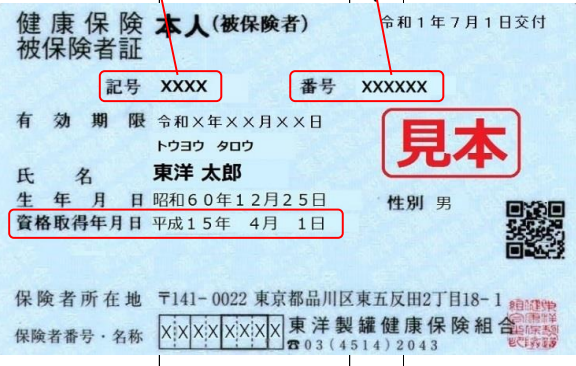 健康保険 本人(被保険者) 令和1年7月1日交付
被保険者証
記号 XXXX 番号 XXXXXX
有効期限 令和X年XX月XX日
見本
トウヨウ タロウ
氏名 東洋 太郎
生年月日 昭和60年12月25日 性別 男
資格取得年月日 平成15年 4月 1日
保険者所在地 〒141-0022 東京都品川区東五反田2丁目18-1
保険者番号・名称 XXXXXXXX 東洋製罐健康保険組合
☎03(4514)2043